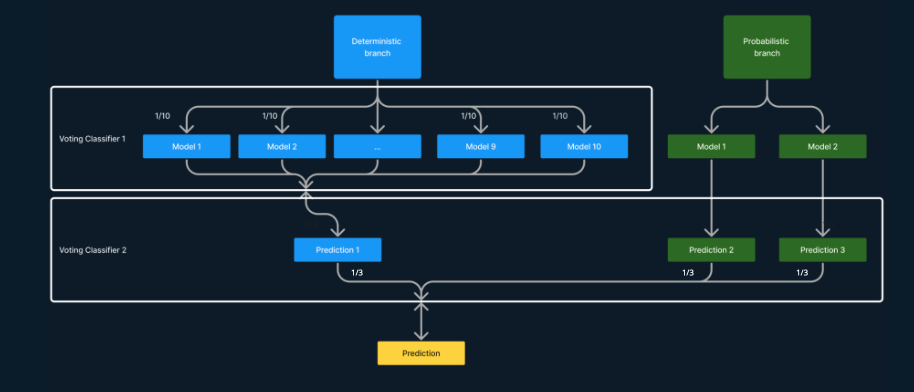 Deterministic
branch
Probabilistic
branch
1/10
1/10
1/10
1/10
Voting Classifier 1
Model 1
Model 2
...
Model 9
Model 10
Model 1
Model 2
Voting Classifier 2
Prediction 1
Prediction 2
Prediction 3
1/3
1/3
1/3
Prediction